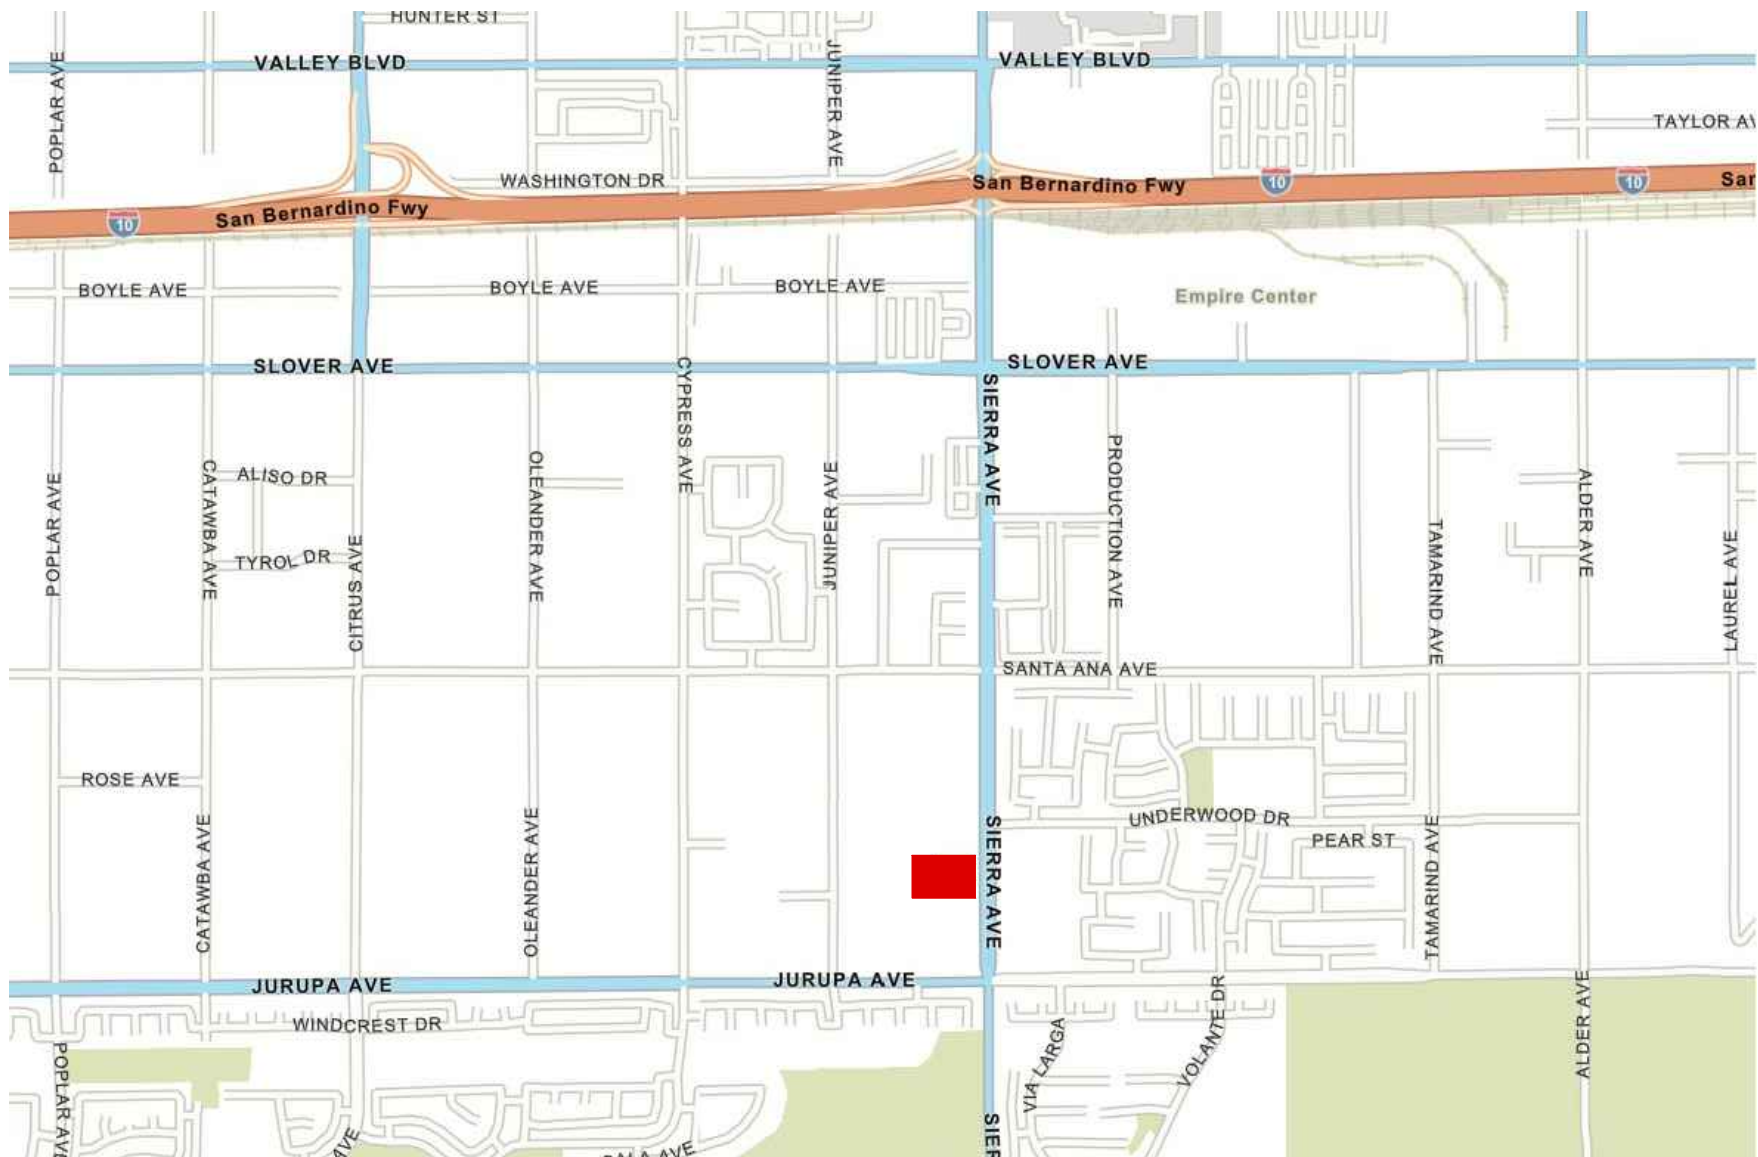 HUNTER ST
VALLEY BLVD
VALLEY BLVD
POPLAR AVE
JUNIPER AVE
TAYLOR AV
WASHINGTON DR
San Bernardino Fwy
10
10
San
10
San Bernardino Fwy
BOYLE AVE
BOYLE AVE
BOYLE AVE
Empire Center
SLOVER AVE
SLOVER AVE
CYPRESS AVE
SIERRA AVE
PRODUCTION AVE
POPLAR AVE
CATAWBA AVE
ALISO DR
OLEANDER AVE
JUNIPER AVE
ALDER AVE
TAMARIND AVE
LAUREL AVE
TYROL DR
CITRUS AVE
SANTA ANA AVE
ROSE AVE
UNDERWOOD DR
PEAR ST
CATAWBA AVE
OLEANDER AVE
SIERRA AVE
TAMARIND AVE
JURUPA AVE
JURUPA AVE
WINDCREST DR
VIA LARGA
VOLANTE DR
ALDER AVE
POPLAR AVE
SIER
AVE
AVE